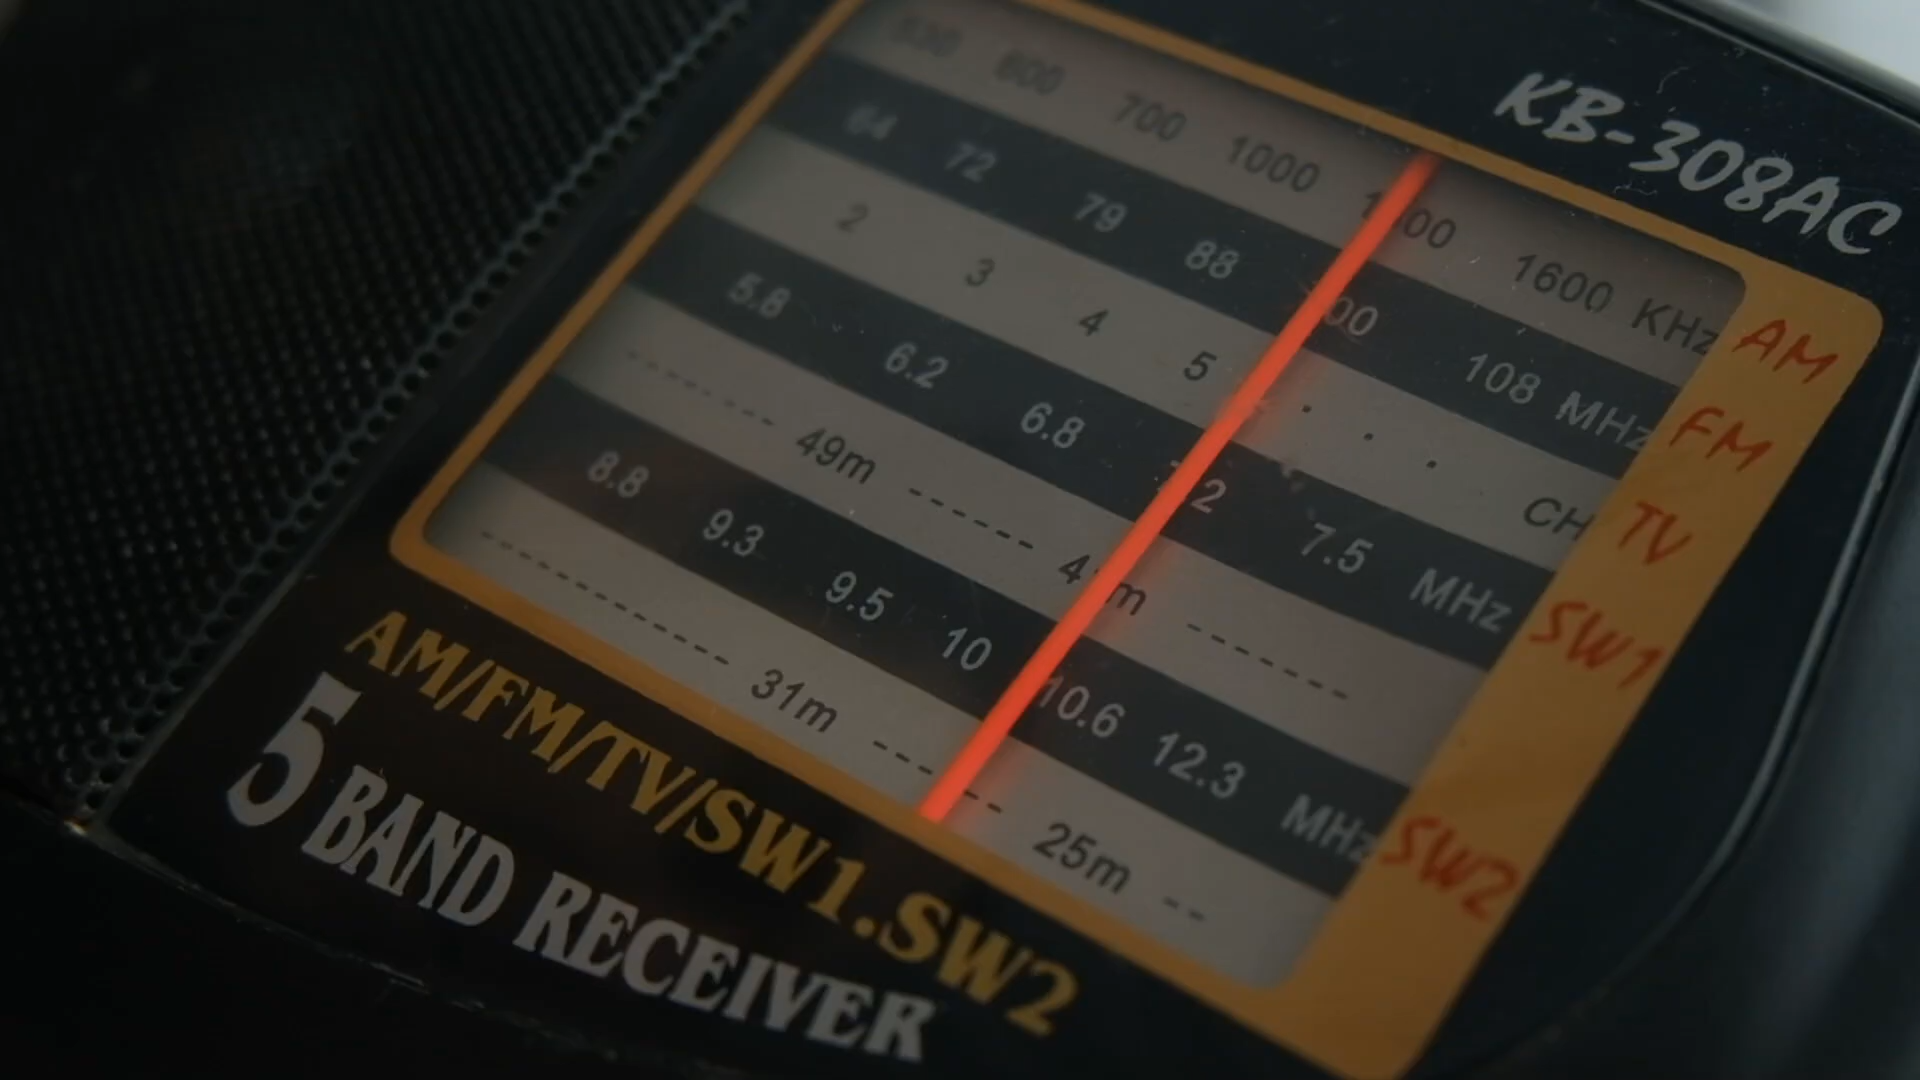 KB-308AC
530 600 700 1000 1600 KHz AM
64 72 79 88 108 MHz FM
2 3 4 5 . . . CH TV
5.8 6.2 6.8 7.5 MHz SW1
------- 49m ------ ------
8.8 9.3 9.5 10 10.6 12.3 MHz SW2
------------ 31m ------ 25m --
AM/FM/TV/SW1.SW2
5 BAND RECEIVER